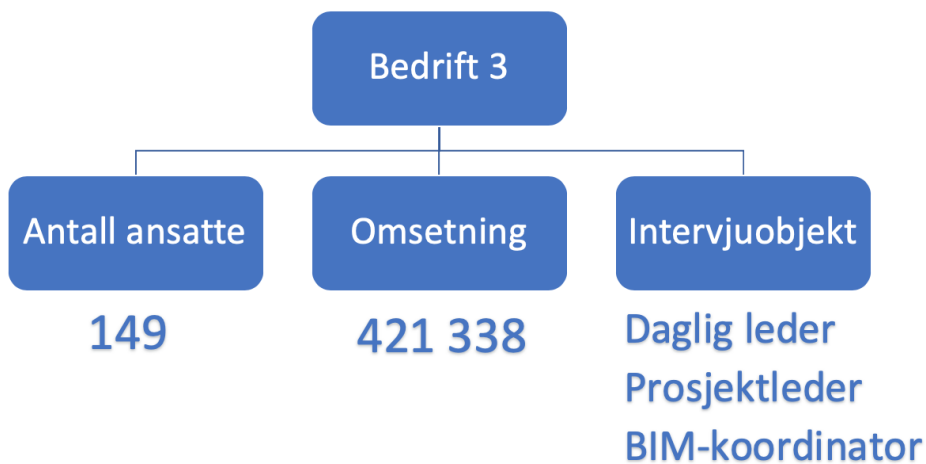 Bedrift 3
Antall ansatte
Omsetning
Intervjuobjekt
149
421 338
Daglig leder
Prosjektleder
BIM-koordinator